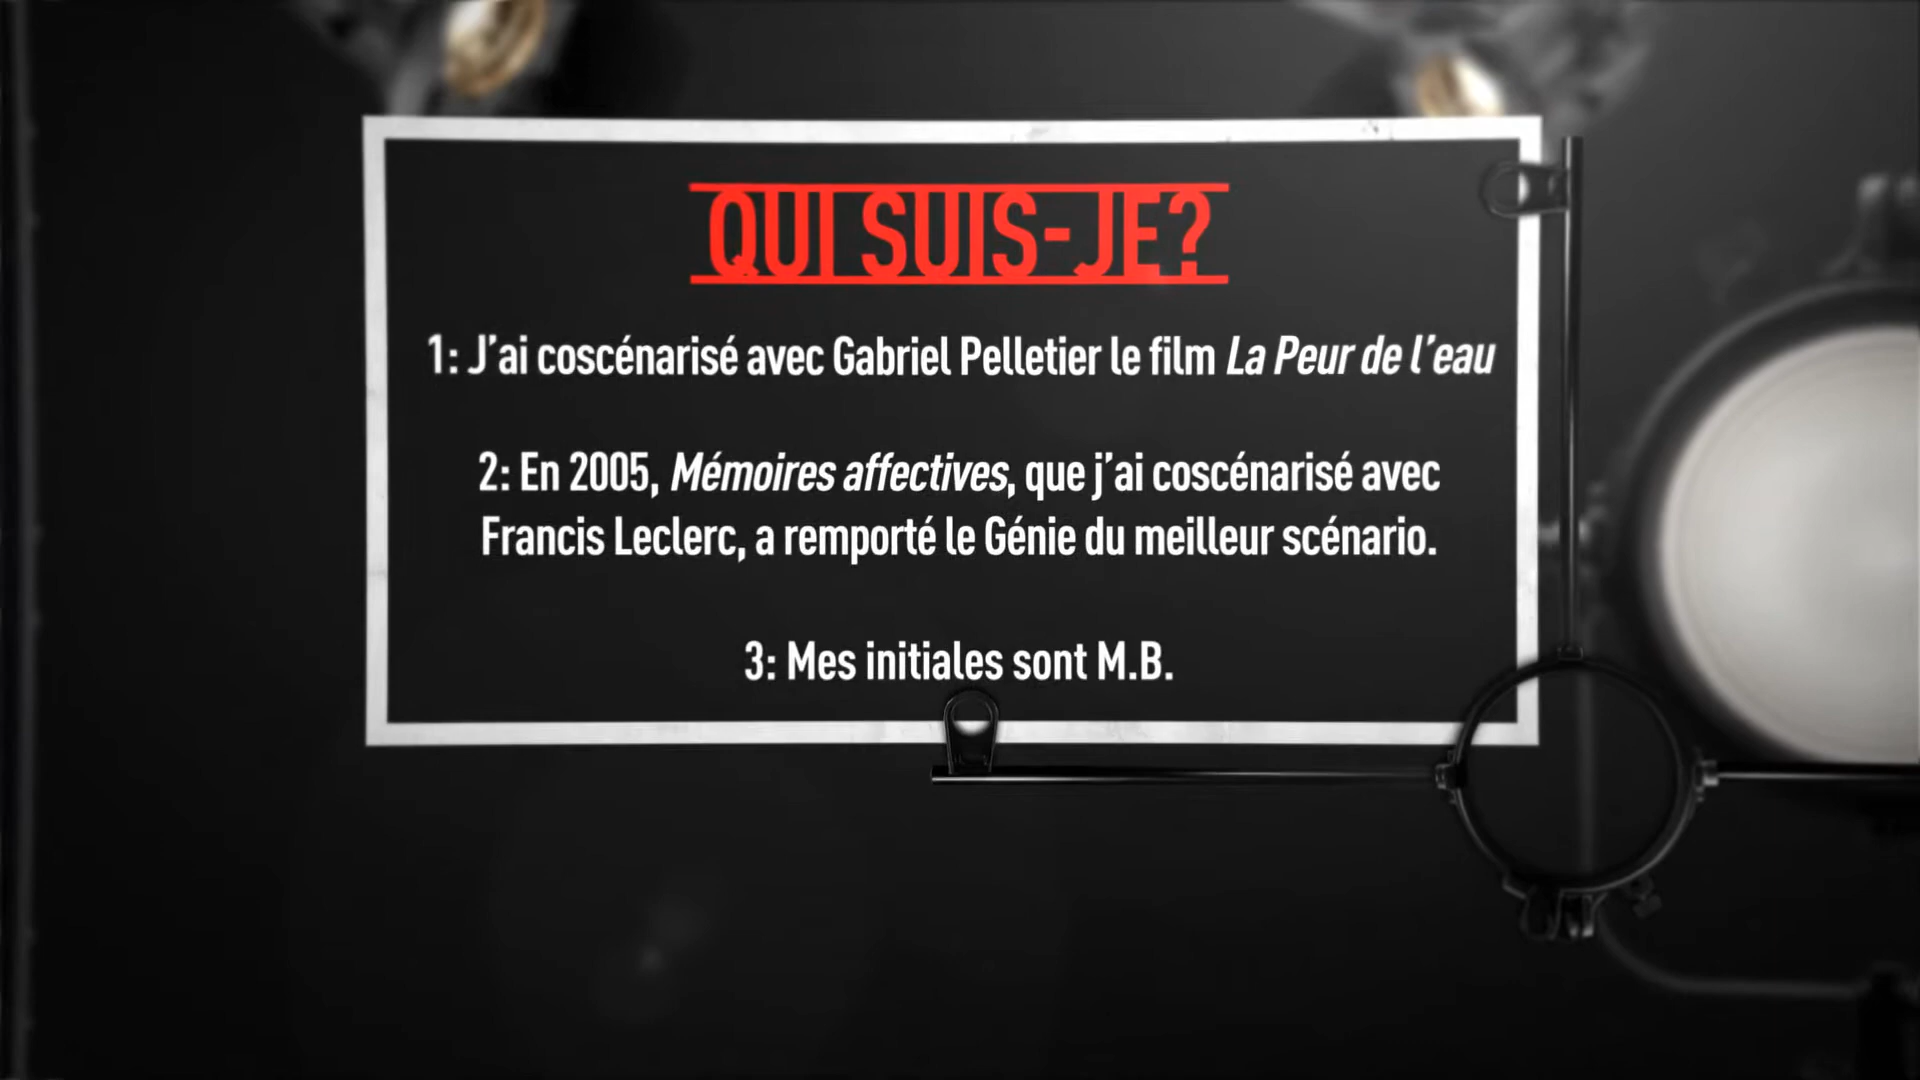 QUI SUIS-JE?
1: J'ai coscénarisé avec Gabriel Pelletier le film La Peur de l'eau
2: En 2005, Mémoires affectives, que j'ai coscénarisé avec
Francis Leclerc, a remporté le Génie du meilleur scénario.
3: Mes initiales sont M.B.